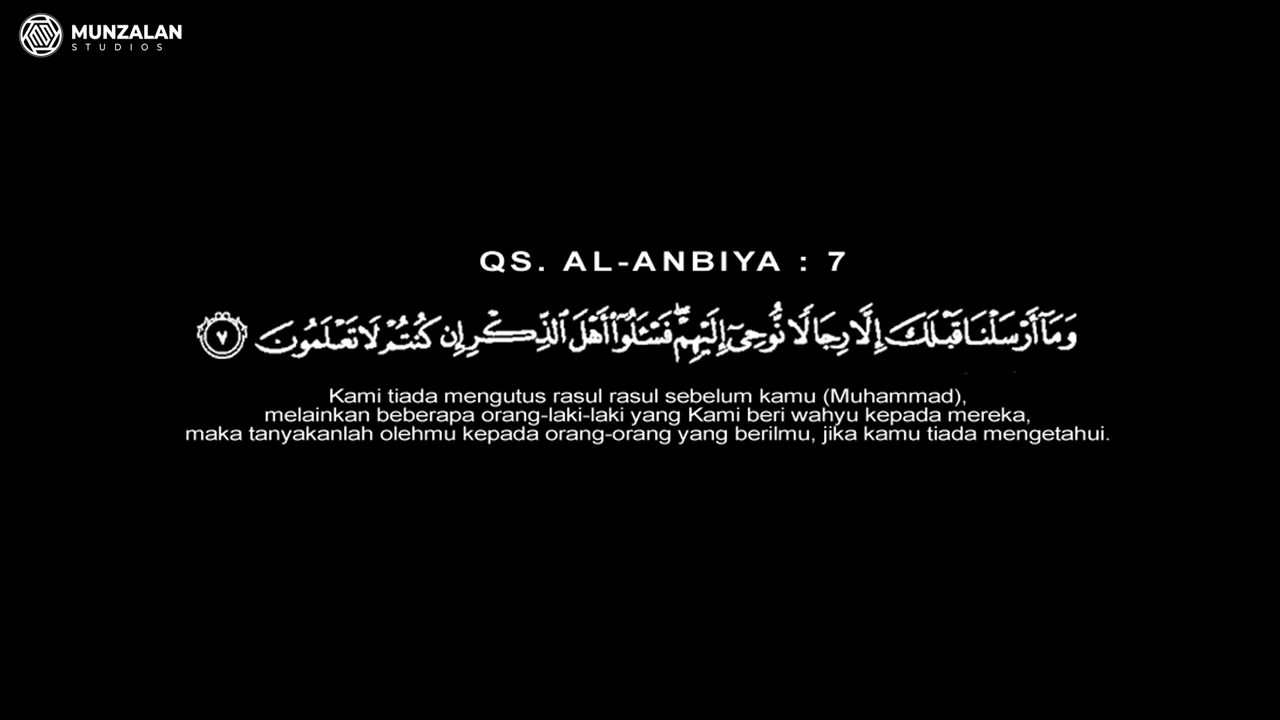 MUNZALAN
STUDIOS
QS. AL-ANBIYA : 7
وَمَآ أَرْسَلْنَا قَبْلَكَ إِلَّا رِجَالًا نُّوحِىٓ إِلَيْهِمْ ۖ فَسْـَٔلُوٓا۟ أَهْلَ ٱلذِّكْرِ إِن كُنتُمْ لَا تَعْلَمُونَ ٧
Kami tiada mengutus rasul rasul sebelum kamu (Muhammad),
melainkan beberapa orang-laki-laki yang Kami beri wahyu kepada mereka,
maka tanyakanlah olehmu kepada orang-orang yang berilmu, jika kamu tiada mengetahui.